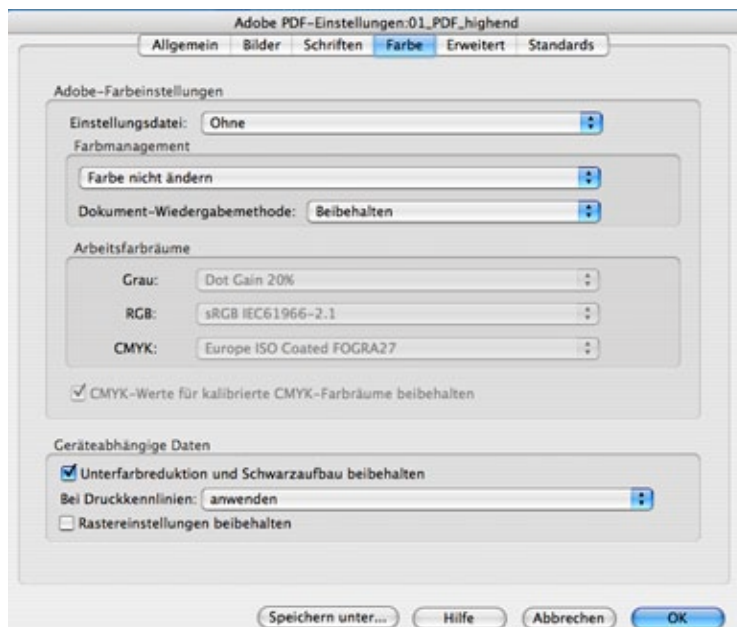 Adobe PDF-Einstellungen:01_PDF_highend
Allgemein Bilder Schriften Farbe Erweitert Standards
Adobe-Farbeinstellungen
Einstellungsdatei: Ohne
Farbmanagement
Farbe nicht ändern
Dokument-Wiedergabemethode: Beibehalten
Arbeitsfarbräume
Grau: Dot Gain 20%
RGB: sRGB IEC61966-2.1
CMYK: Europe ISO Coated FOGRA27
CMYK-Werte für kalibrierte CMYK-Farbräume beibehalten
Geräteabhängige Daten
Unterfarbreduktion und Schwarzaufbau beibehalten
Bei Druckkennlinien: anwenden
Rastereinstellungen beibehalten
Speichern unter... Hilfe Abbrechen OK